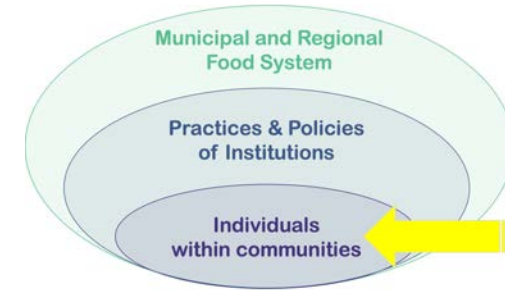 Municipal and Regional
Food System
Practices & Policies
of Institutions
Individuals
within communities